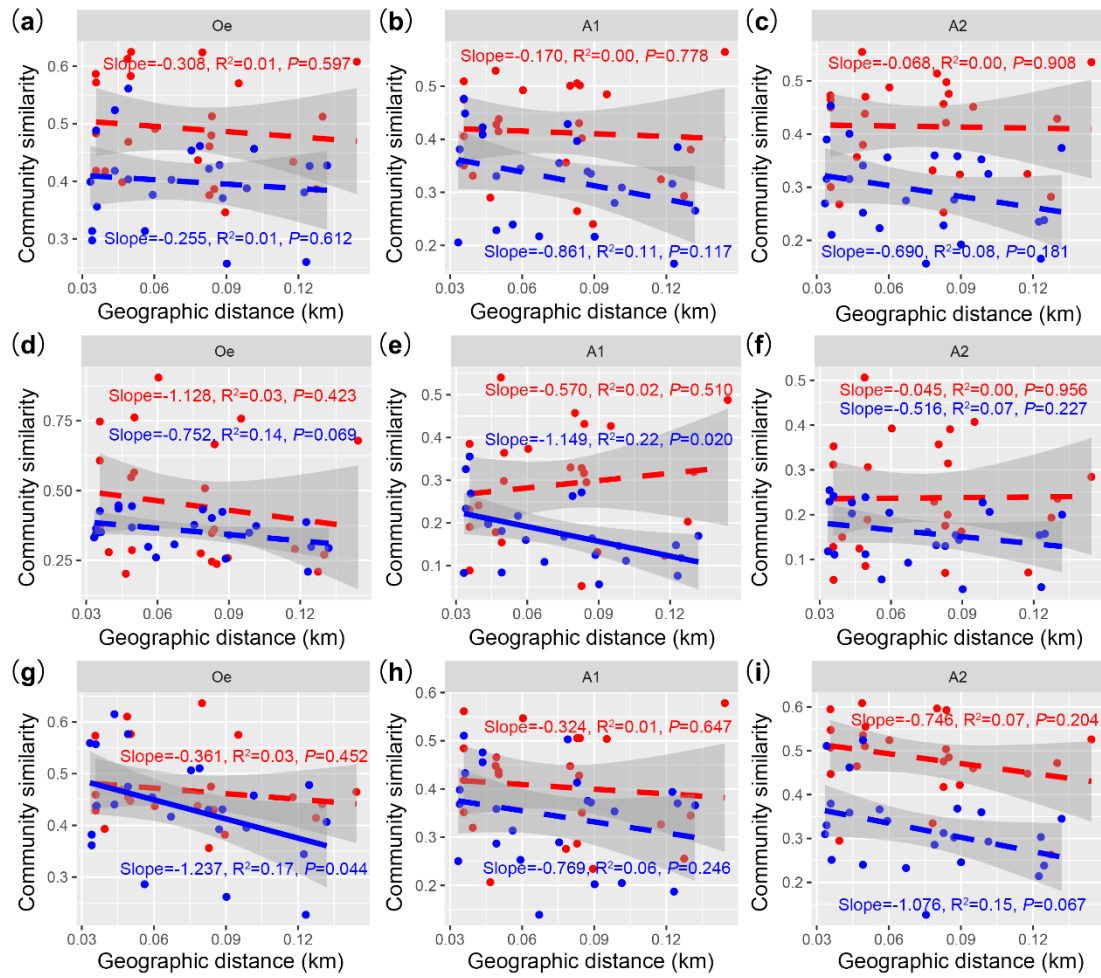 (a) (b) (c)
Oe A1 A2
Slope=-0.308, R²=0.01, P=0.597
Slope=-0.170, R²=0.00, P=0.778
Slope=-0.068, R²=0.00, P=0.908
Slope=-0.255, R²=0.01, P=0.612
Slope=-0.861, R²=0.11, P=0.117
Slope=-0.690, R²=0.08, P=0.181
Community similarity
0.6
0.5
0.4
0.3
Community similarity
0.5
0.4
0.3
0.2
Community similarity
0.5
0.4
0.3
0.2
0.03 0.06 0.09 0.12
0.03 0.06 0.09 0.12
0.03 0.06 0.09 0.12
Geographic distance (km)
Geographic distance (km)
Geographic distance (km)
(d) (e) (f)
Oe A1 A2
Slope=-1.128, R²=0.03, P=0.423
Slope=-0.752, R²=0.14, P=0.069
Slope=-0.570, R²=0.02, P=0.510
Slope=-1.149, R²=0.22, P=0.020
Slope=-0.045, R²=0.00, P=0.956
Slope=-0.516, R²=0.07, P=0.227
Community similarity
0.75
0.50
0.25
Community similarity
0.5
0.4
0.3
0.2
0.1
Community similarity
0.5
0.4
0.3
0.2
0.1
0.03 0.06 0.09 0.12
0.03 0.06 0.09 0.12
0.03 0.06 0.09 0.12
Geographic distance (km)
Geographic distance (km)
Geographic distance (km)
(g) (h) (i)
Oe A1 A2
Slope=-0.361, R²=0.03, P=0.452
Slope=-0.324, R²=0.01, P=0.647
Slope=-0.746, R²=0.07, P=0.204
Slope=-1.237, R²=0.17, P=0.044
Slope=-0.769, R²=0.06, P=0.246
Slope=-1.076, R²=0.15, P=0.067
Community similarity
0.6
0.5
0.4
0.3
Community similarity
0.6
0.5
0.4
0.3
0.2
Community similarity
0.6
0.5
0.4
0.3
0.2
0.03 0.06 0.09 0.12
0.03 0.06 0.09 0.12
0.03 0.06 0.09 0.12
Geographic distance (km)
Geographic distance (km)
Geographic distance (km)